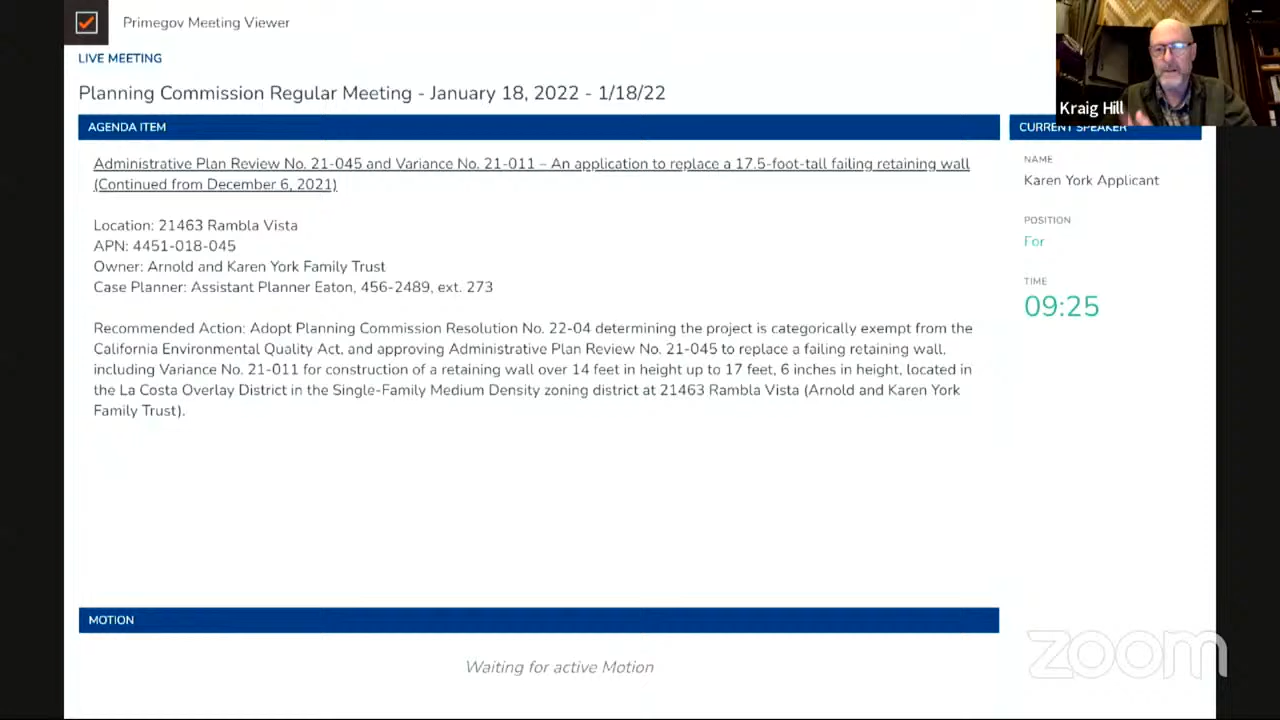 Primegov Meeting Viewer
LIVE MEETING
Planning Commission Regular Meeting - January 18, 2022 - 1/18/22
Kraig Hill
AGENDA ITEM
CURRENT SPEAKER
Administrative Plan Review No. 21-045 and Variance No. 21-011 – An application to replace a 17.5-foot-tall failing retaining wall
(Continued from December 6, 2021)
Location: 21463 Rambla Vista
APN: 4451-018-045
Owner: Arnold and Karen York Family Trust
Case Planner: Assistant Planner Eaton, 456-2489, ext. 273
Recommended Action: Adopt Planning Commission Resolution No. 22-04 determining the project is categorically exempt from the
California Environmental Quality Act, and approving Administrative Plan Review No. 21-045 to replace a failing retaining wall,
including Variance No. 21-011 for construction of a retaining wall over 14 feet in height up to 17 feet, 6 inches in height, located in
the La Costa Overlay District in the Single-Family Medium Density zoning district at 21463 Rambla Vista (Arnold and Karen York
Family Trust).
NAME
Karen York Applicant
POSITION
For
TIME
09:25
MOTION
Waiting for active Motion
zoom